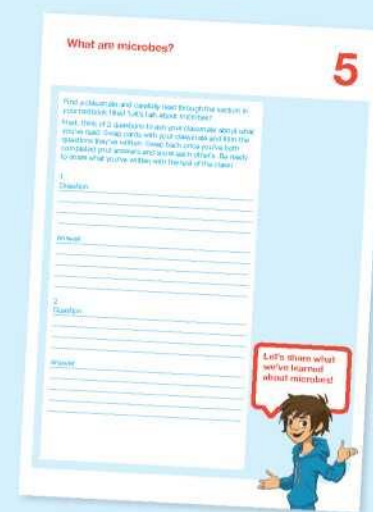 What are microbes?
5
Find a classmate and carefully read through the section in
your textbook titled 'Let's talk about microbes!'
First, think of 2 questions to ask your classmate about what
you've read. Swap cards with your classmate and fill in the
questions they've written. Swap back once you've both
completed your answers and mark each other's. Be ready
to share what you've written with the rest of the class!
1.
Question
Answer
2.
Question
Answer
Let's share what
we've learned
about microbes!